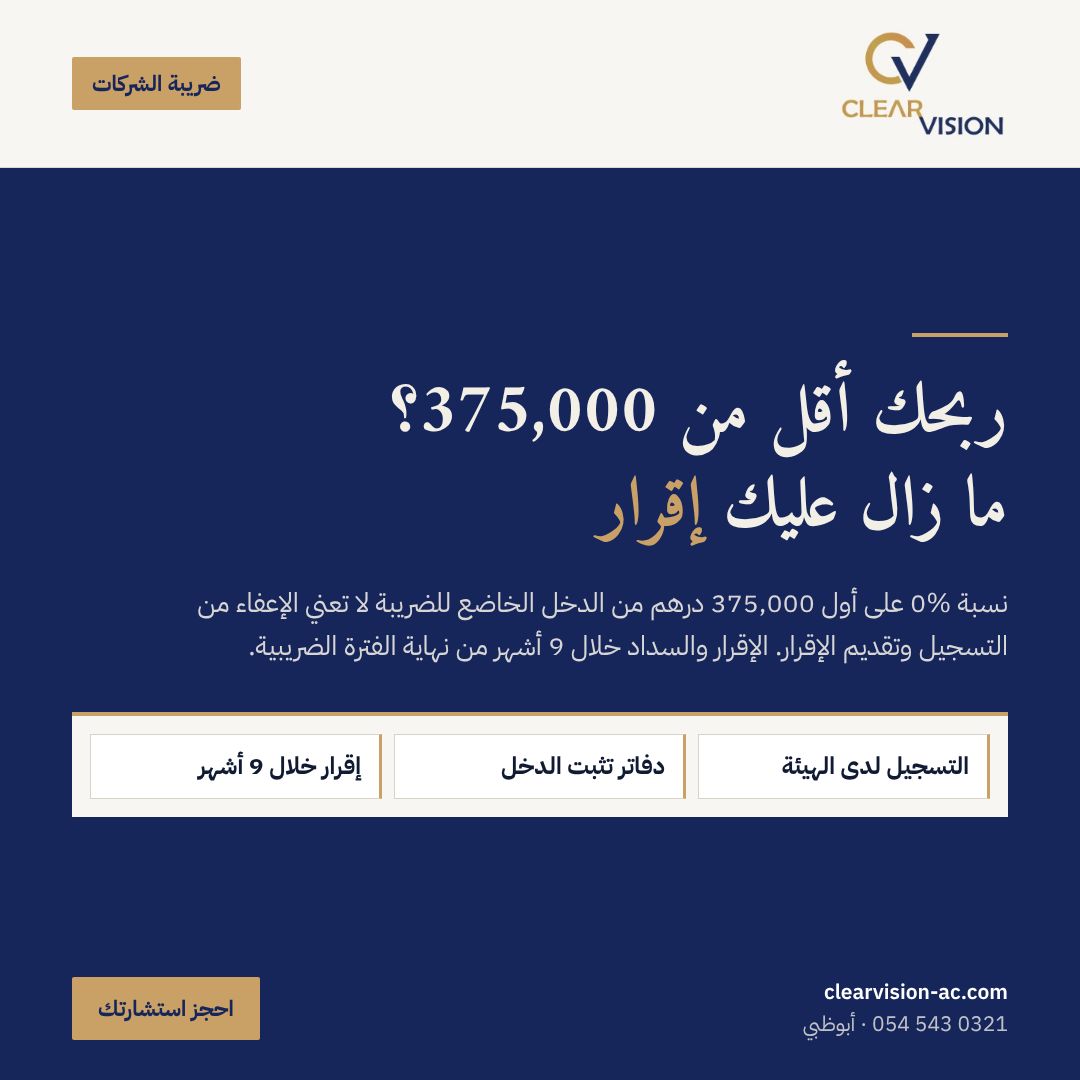 CLEAR
VISION
ضريبة الشركات
ربحك أقل من 375,000؟
ما زال عليك إقرار
نسبة 0% على أول 375,000 درهم من الدخل الخاضع للضريبة لا تعني الإعفاء من
التسجيل وتقديم الإقرار. الإقرار والسداد خلال 9 أشهر من نهاية الفترة الضريبية.
التسجيل لدى الهيئة
دفاتر تثبت الدخل
إقرار خلال 9 أشهر
clearvision-ac.com
054 543 0321 · أبوظبي
احجز استشارتك